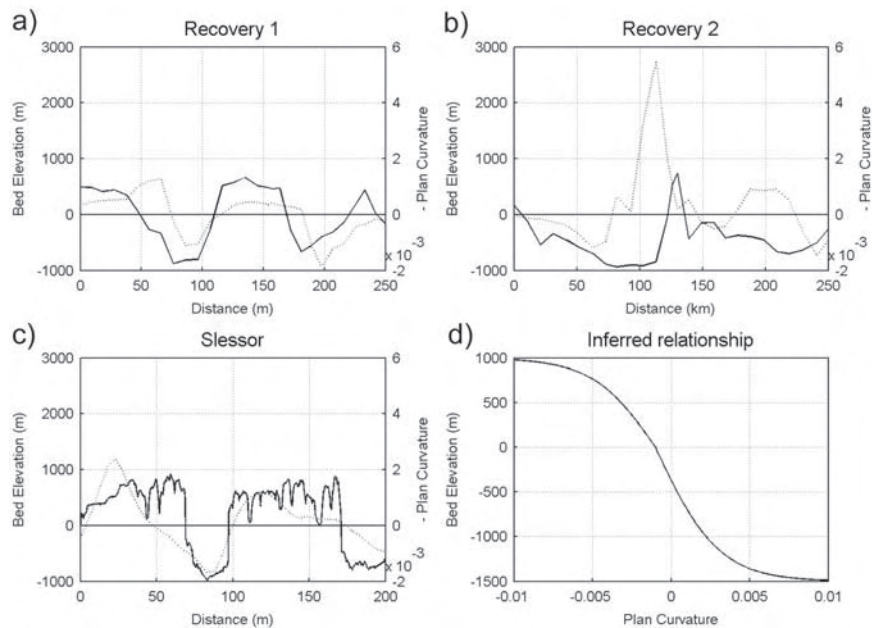 a)
Recovery 1
3000
2000
1000
0
-1000
Bed Elevation (m)
6
4
2
0
-2
x 10
-3
- Plan Curvature
0
50
100
150
200
250
Distance (m)
b)
Recovery 2
3000
2000
1000
0
-1000
Bed Elevation (m)
6
4
2
0
-2
x 10
-3
- Plan Curvature
0
50
100
150
200
250
Distance (km)
c)
Slessor
3000
2000
1000
0
-1000
Bed Elevation (m)
6
4
2
0
-2
x 10
-3
- Plan Curvature
0
50
100
150
200
Distance (m)
d)
Inferred relationship
1000
500
0
-500
-1000
-1500
Bed Elevation (m)
-0.01
-0.005
0
0.005
0.01
Plan Curvature